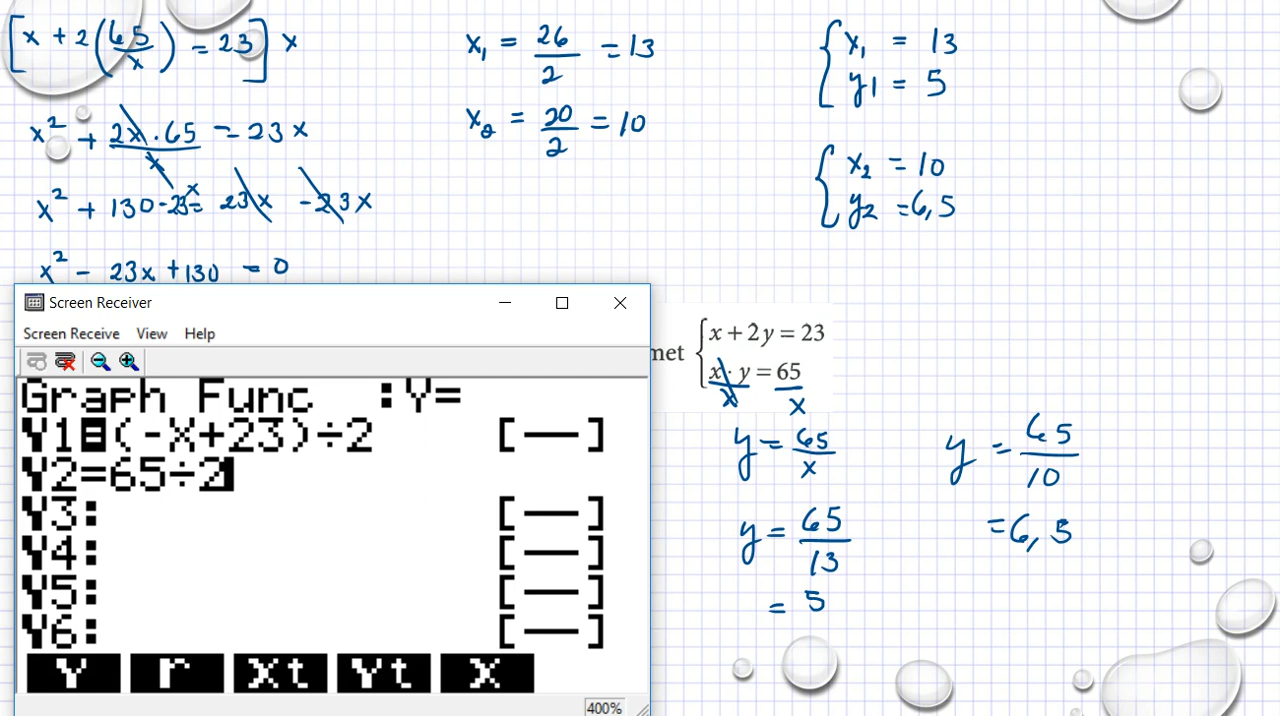 [x + 2(65/x) = 23] x
x² + 2x · 65 / x = 23x
x² + 130 - 23x = 23x - 23x
x² - 23x + 130 = 0
x₁ = 26/2 = 13
x₂ = 20/2 = 10
{ x₁ = 13
y1 = 5
{ x₂ = 10
y₂ = 6,5
Screen Receiver
Screen Receive View Help
Graph Func :Y=
Y1=(-X+23)÷2 [—]
Y2=65÷2
Y3: [—]
Y4: [—]
Y5: [—]
Y6: [—]
Y r Xt Yt X
400%
met { x + 2y = 23
x · y = 65
x x
y = 65/x
y = 65/13
= 5
y = 65/10
= 6,5